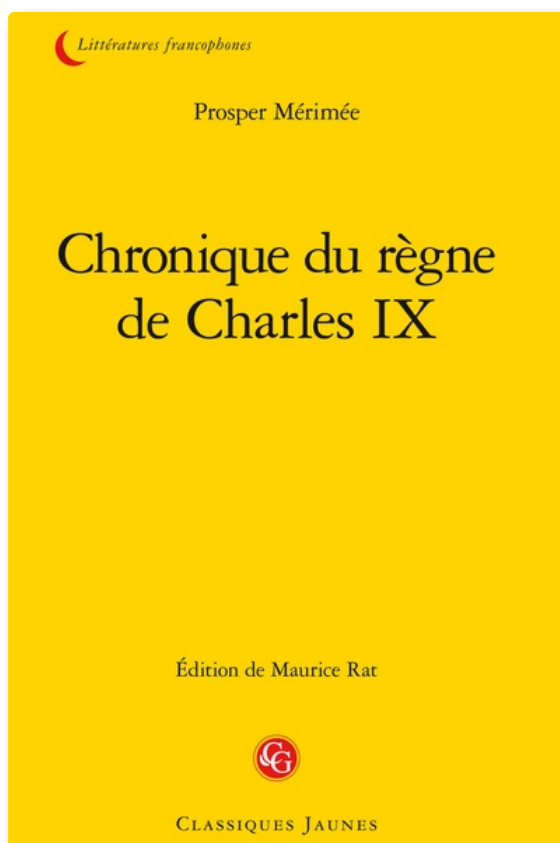 Littératures francophones
Prosper Mérimée
Chronique du règne
de Charles IX
Édition de Maurice Rat
CG
CLASSIQUES JAUNES